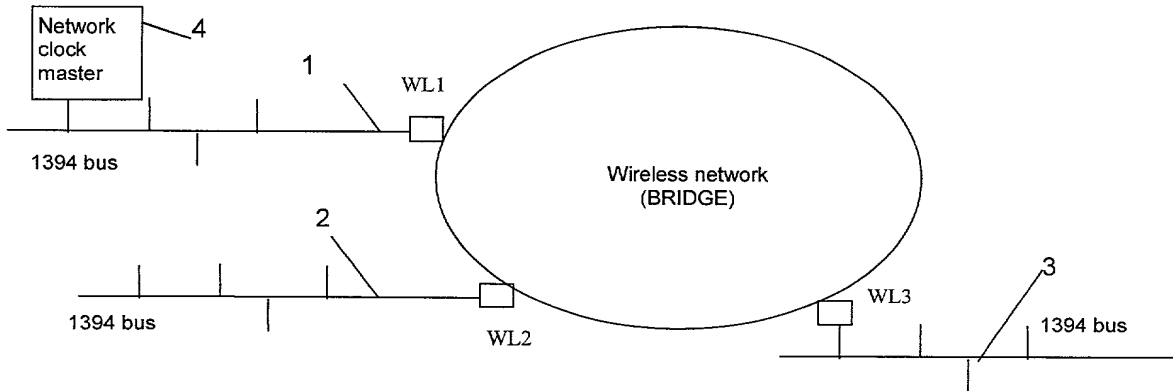 Network
clock
master
4
1
WL1
1394 bus
Wireless network
(BRIDGE)
2
1394 bus
WL2
3
WL3
1394 bus